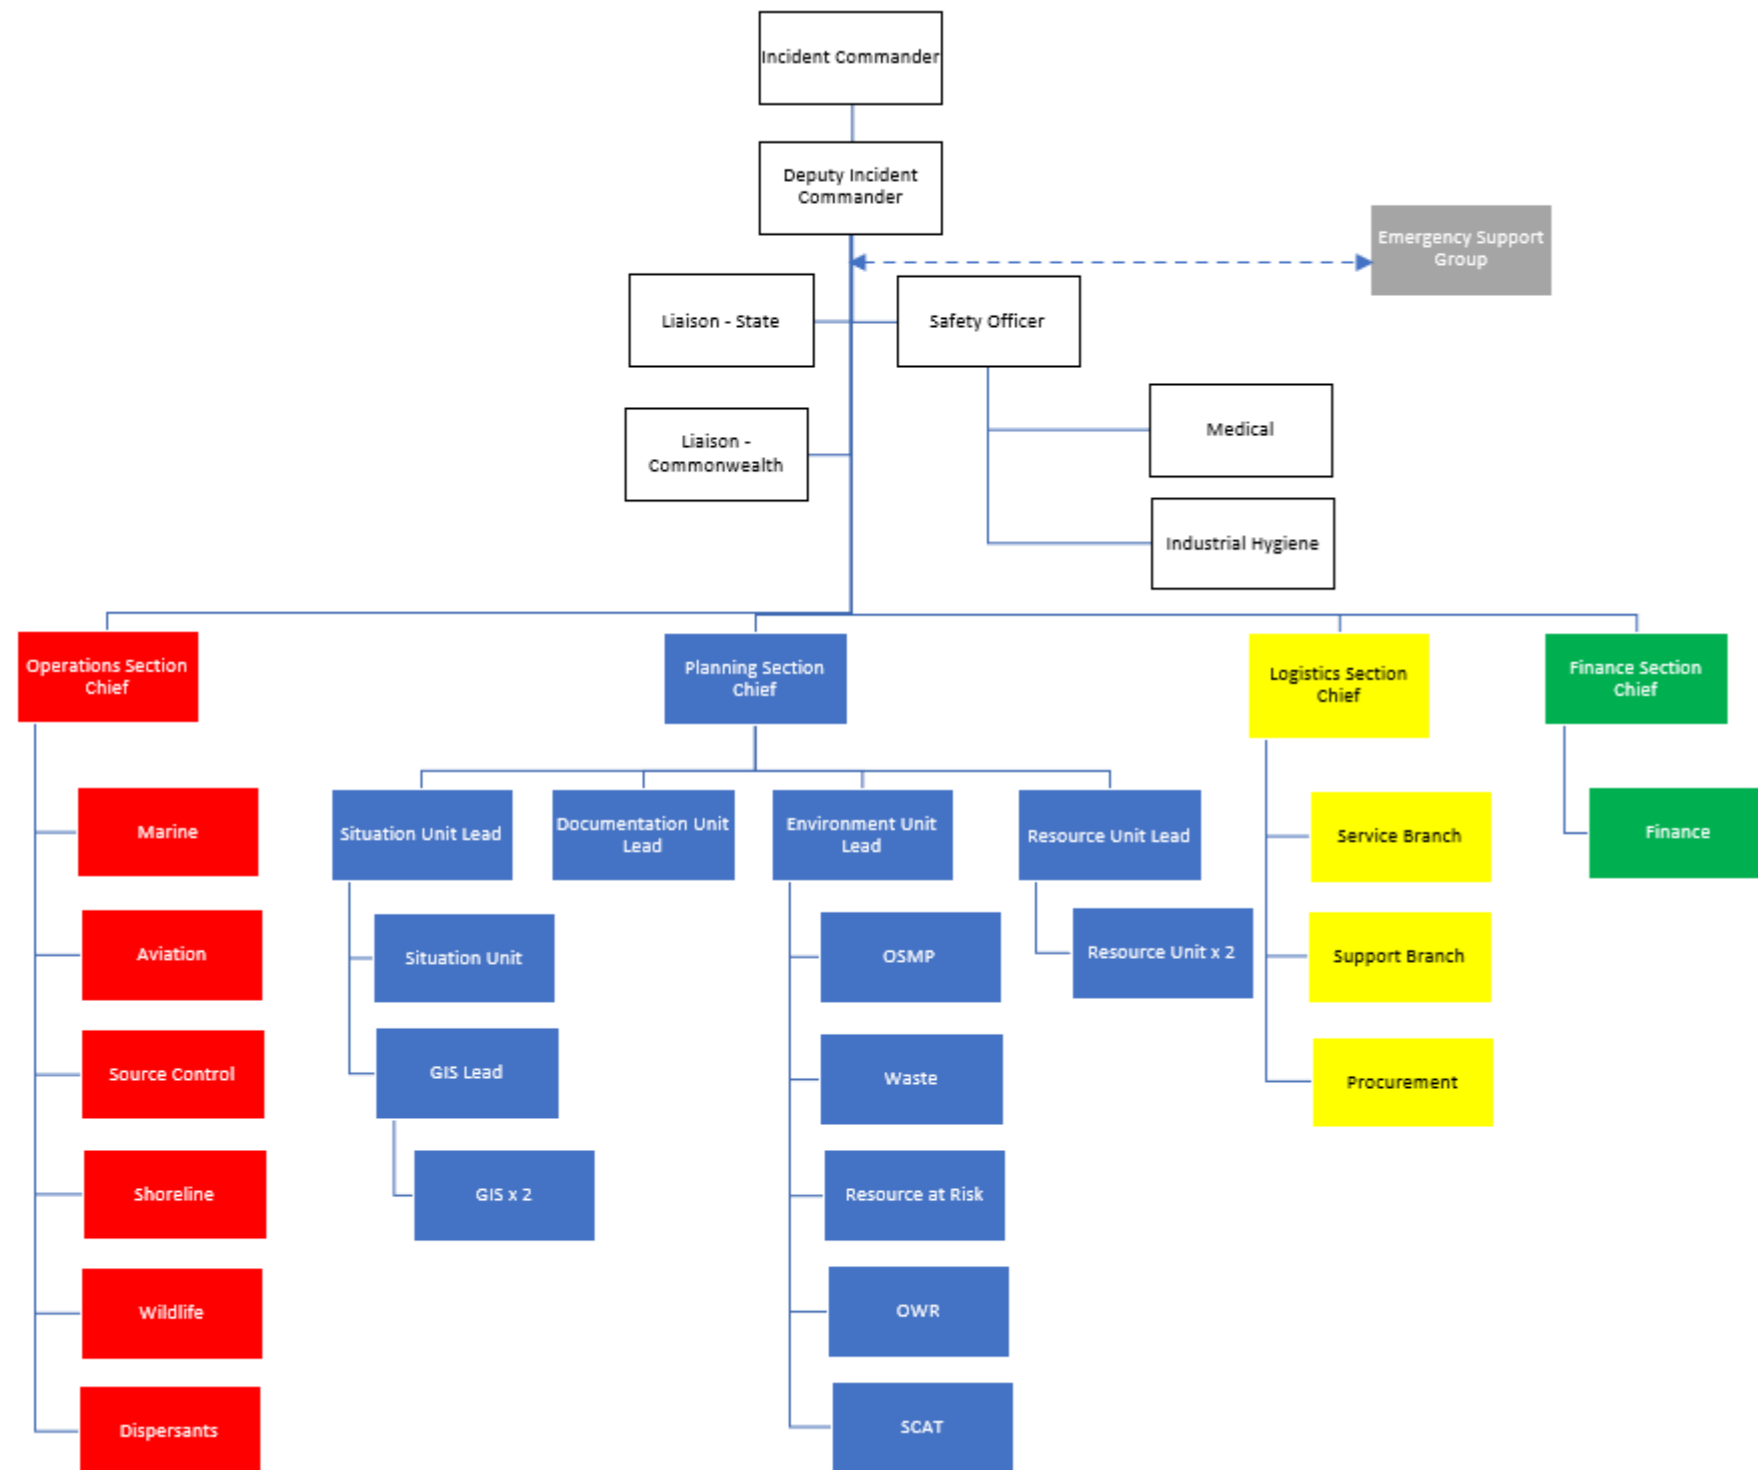 Incident Commander
Deputy Incident
Commander
Emergency Support
Group
Liaison - State
Safety Officer
Liaison -
Commonwealth
Medical
Industrial Hygiene
Operations Section
Chief
Planning Section
Chief
Logistics Section
Chief
Finance Section
Chief
Marine
Aviation
Source Control
Shoreline
Wildlife
Dispersants
Situation Unit Lead
Situation Unit
GIS Lead
GIS x 2
Documentation Unit
Lead
Environment Unit
Lead
OSMP
Waste
Resource at Risk
OWR
SCAT
Resource Unit Lead
Resource Unit x 2
Service Branch
Support Branch
Procurement
Finance